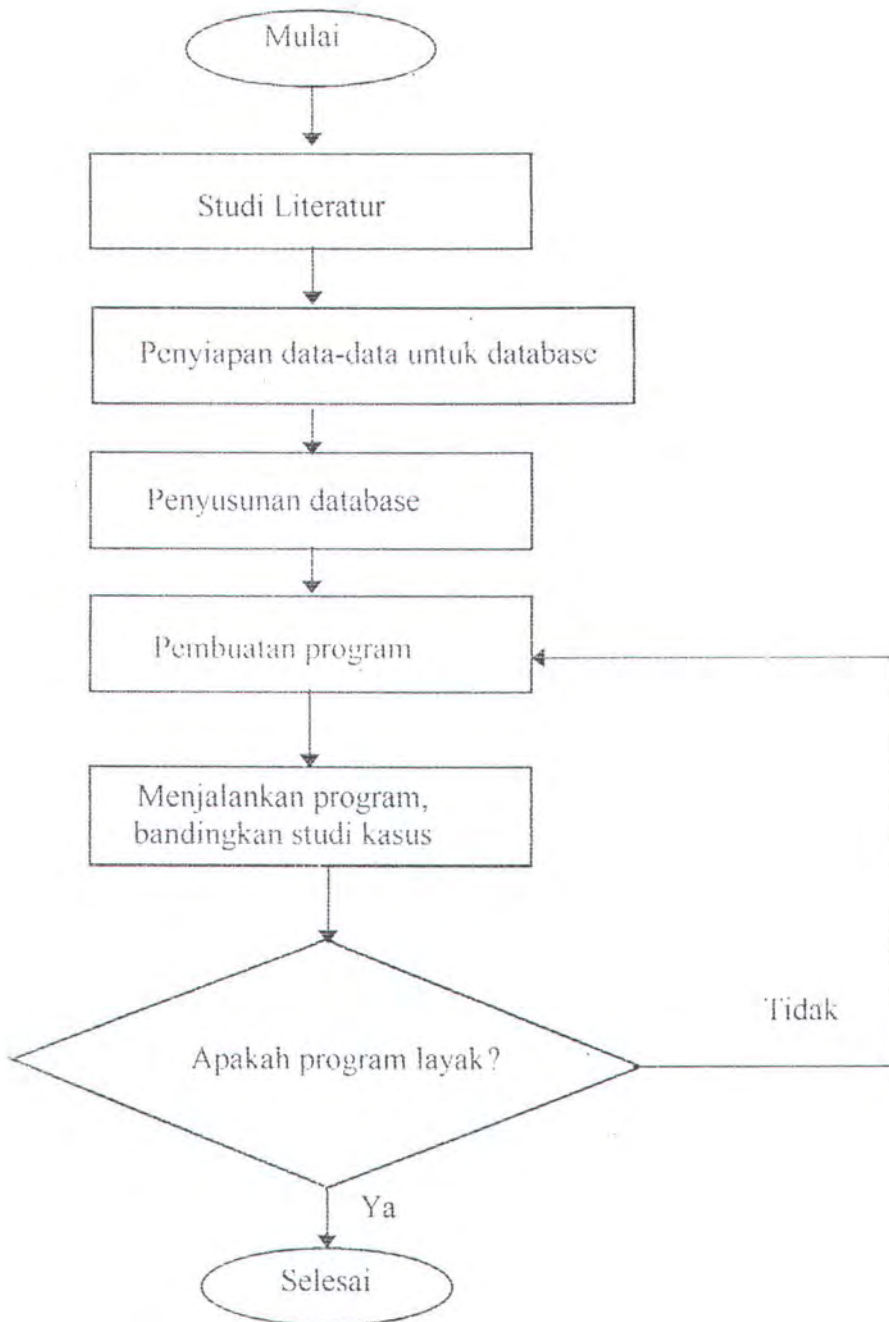 Mulai
Studi Literatur
Penyiapan data-data untuk database
Penyusunan database
Pembuatan program
Menjalankan program,
bandingkan studi kasus
Apakah program layak?
Tidak
Ya
Selesai